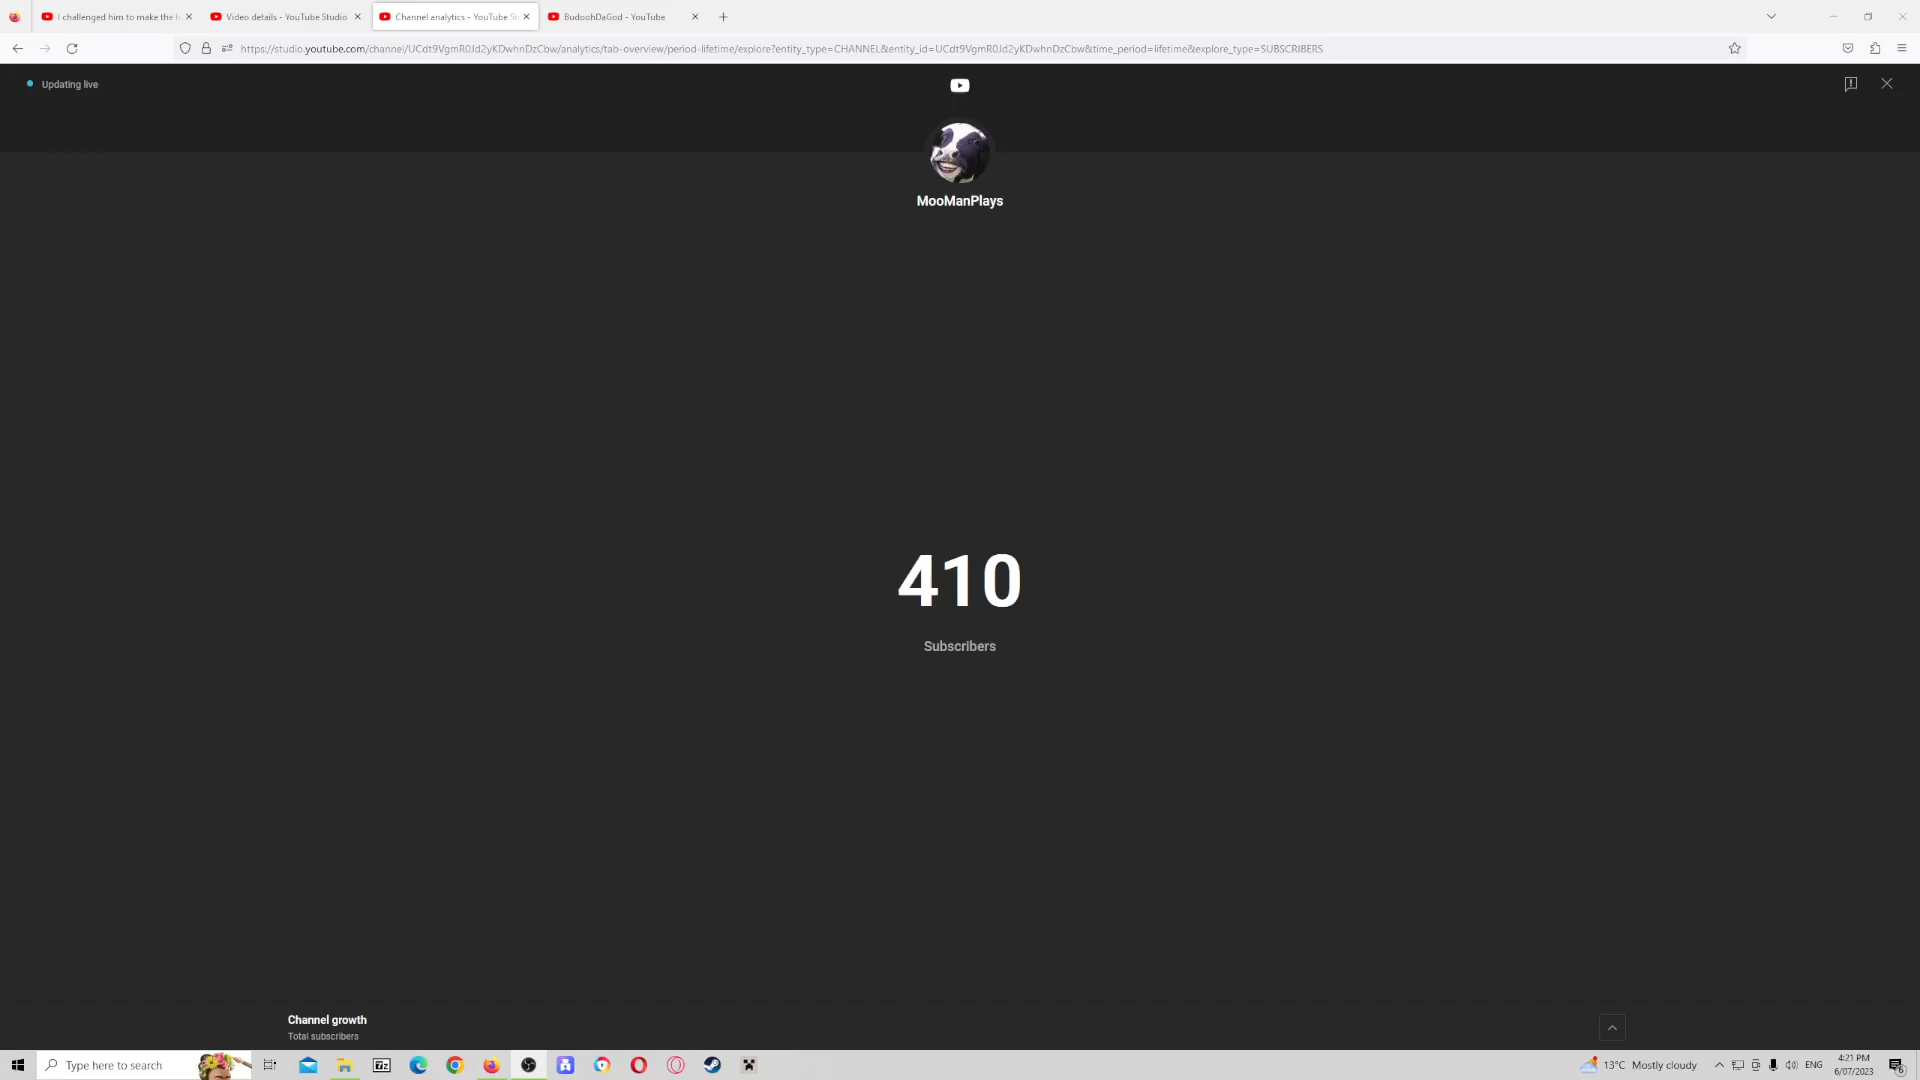 I challenged him to make the
Video details - YouTube Studio
Channel analytics - YouTube St
BudoohDaGod - YouTube
https://studio.youtube.com/channel/UCdt9VgmR0Jd2yKDwhnDzCbw/analytics/tab-overview/period-lifetime/explore?entity_type=CHANNEL&entity_id=UCdt9VgmR0Jd2yKDwhnDzCbw&time_period=lifetime&explore_type=SUBSCRIBERS
Updating live
MooManPlays
410
Subscribers
Channel growth
Total subscribers
Type here to search
7z
13°C Mostly cloudy
ENG
4:21 PM
6/07/2023
6